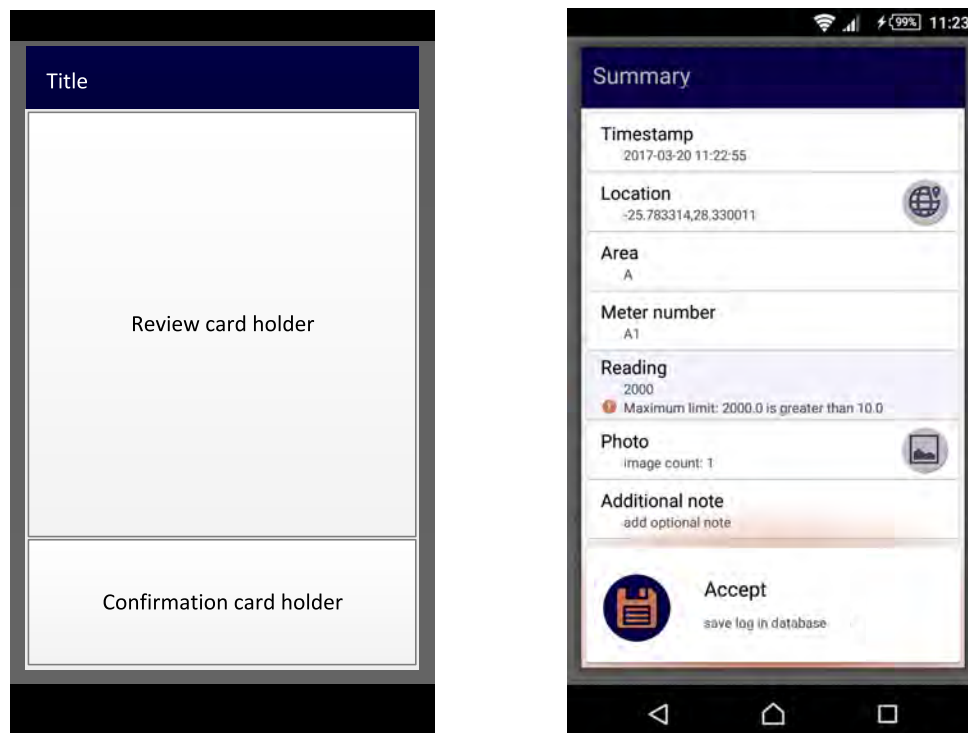 Title
Review card holder
Confirmation card holder
99% 11:23
Summary
Timestamp
2017-03-20 11:22:55
Location
-25.783314,28.330011
Area
A
Meter number
A1
Reading
2000
Maximum limit: 2000.0 is greater than 10.0
Photo
image count: 1
Additional note
add optional note
Accept
save log in database